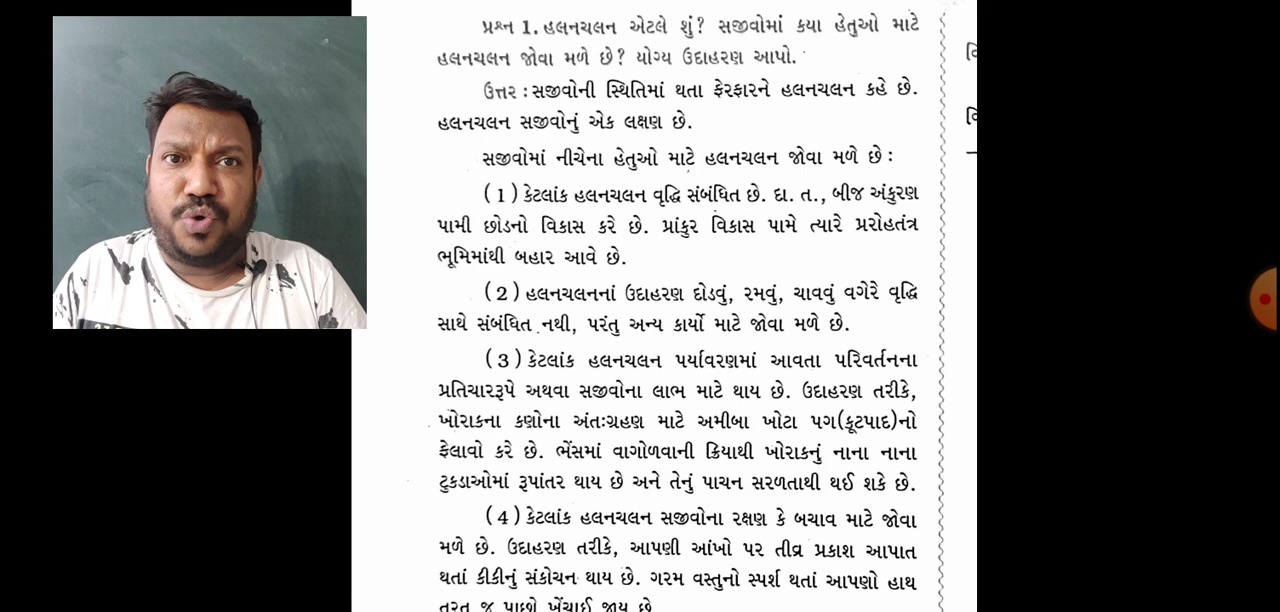 પ્રશ્ન 1. હલનચલન એટલે શું? સજીવોમાં કયા હેતુઓ માટે
હલનચલન જોવા મળે છે? યોગ્ય ઉદાહરણ આપો.
ઉત્તર : સજીવોની સ્થિતિમાં થતા ફેરફારને હલનચલન કહે છે.
હલનચલન સજીવોનું એક લક્ષણ છે.
સજીવોમાં નીચેના હેતુઓ માટે હલનચલન જોવા મળે છે :
(1) કેટલાંક હલનચલન વૃદ્ધિ સંબંધિત છે. દા. ત., બીજ અંકુરણ
પામી છોડનો વિકાસ કરે છે. પ્રાંકુર વિકાસ પામે ત્યારે પ્રરોહતંત્ર
ભૂમિમાંથી બહાર આવે છે.
(2) હલનચલનનાં ઉદાહરણ દોડવું, રમવું, ચાવવું વગેરે વૃદ્ધિ
સાથે સંબંધિત નથી, પરંતુ અન્ય કાર્યો માટે જોવા મળે છે.
(3) કેટલાંક હલનચલન પર્યાવરણમાં આવતા પરિવર્તનના
પ્રતિચારરૂપે અથવા સજીવોના લાભ માટે થાય છે. ઉદાહરણ તરીકે,
ખોરાકના કણોના અંતઃગ્રહણ માટે અમીબા ખોટા પગ(કૂટપાદ)નો
ફેલાવો કરે છે. ભેંસમાં વાગોળવાની ક્રિયાથી ખોરાકનું નાના નાના
ટુકડાઓમાં રૂપાંતર થાય છે અને તેનું પાચન સરળતાથી થઈ શકે છે.
(4) કેટલાંક હલનચલન સજીવોના રક્ષણ કે બચાવ માટે જોવા
મળે છે. ઉદાહરણ તરીકે, આપણી આંખો પર તીવ્ર પ્રકાશ આપાત
થતાં કીકીનું સંકોચન થાય છે. ગરમ વસ્તુનો સ્પર્શ થતાં આપણો હાથ
તરત જ પાછો ખેંચાઈ જાય છે